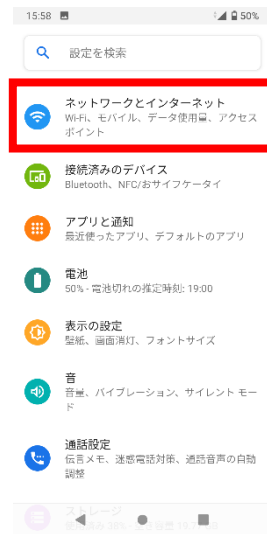 15:58 50%
設定を検索
ネットワークとインターネット
Wi-Fi、モバイル、データ使用量、アクセス
ポイント
接続済みのデバイス
Bluetooth、NFC/おサイフケータイ
アプリと通知
最近使ったアプリ、デフォルトのアプリ
電池
50% - 電池切れの推定時刻: 19:00
表示の設定
壁紙、画面消灯、フォントサイズ
音
音量、バイブレーション、サイレント モー
ド
通話設定
伝言メモ、迷惑電話対策、通話音声の自動
調整
ストレージ